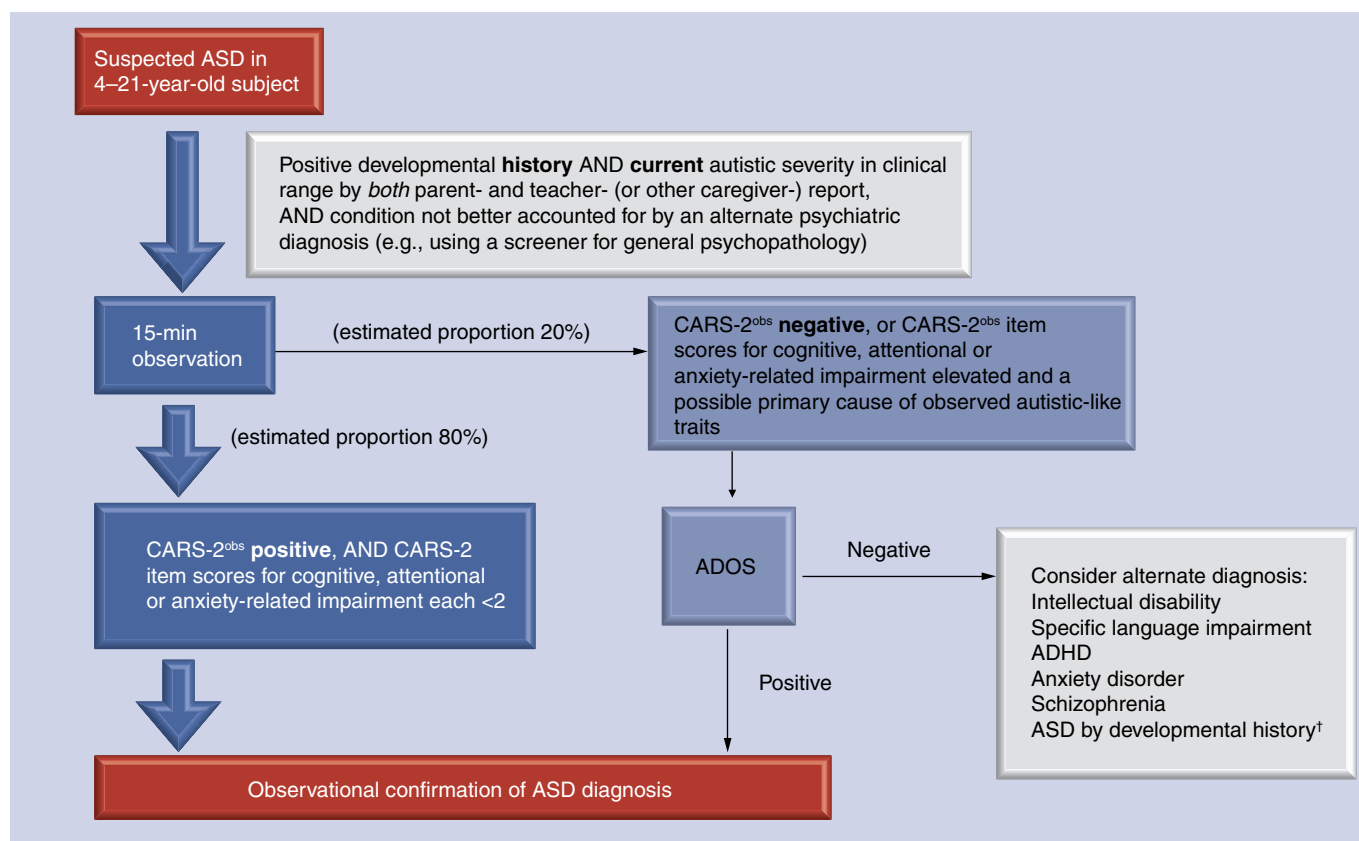 Suspected ASD in
4–21-year-old subject
Positive developmental history AND current autistic severity in clinical
range by both parent- and teacher- (or other caregiver-) report,
AND condition not better accounted for by an alternate psychiatric
diagnosis (e.g., using a screener for general psychopathology)
15-min
observation
(estimated proportion 20%)
CARS-2obs negative, or CARS-2obs item
scores for cognitive, attentional or
anxiety-related impairment elevated and a
possible primary cause of observed autistic-like
traits
(estimated proportion 80%)
CARS-2obs positive, AND CARS-2
item scores for cognitive, attentional
or anxiety-related impairment each <2
ADOS
Negative
Consider alternate diagnosis:
Intellectual disability
Specific language impairment
ADHD
Anxiety disorder
Schizophrenia
ASD by developmental history†
Positive
Observational confirmation of ASD diagnosis